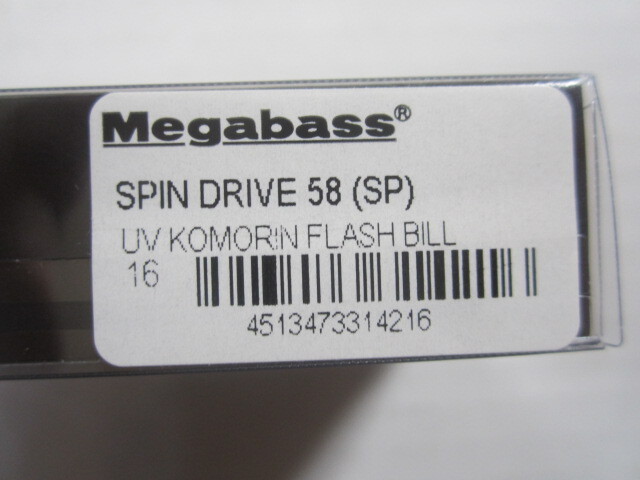 Megabass®
SPIN DRIVE 58 (SP)
UV KOMORIN FLASH BILL
16
4513473314216